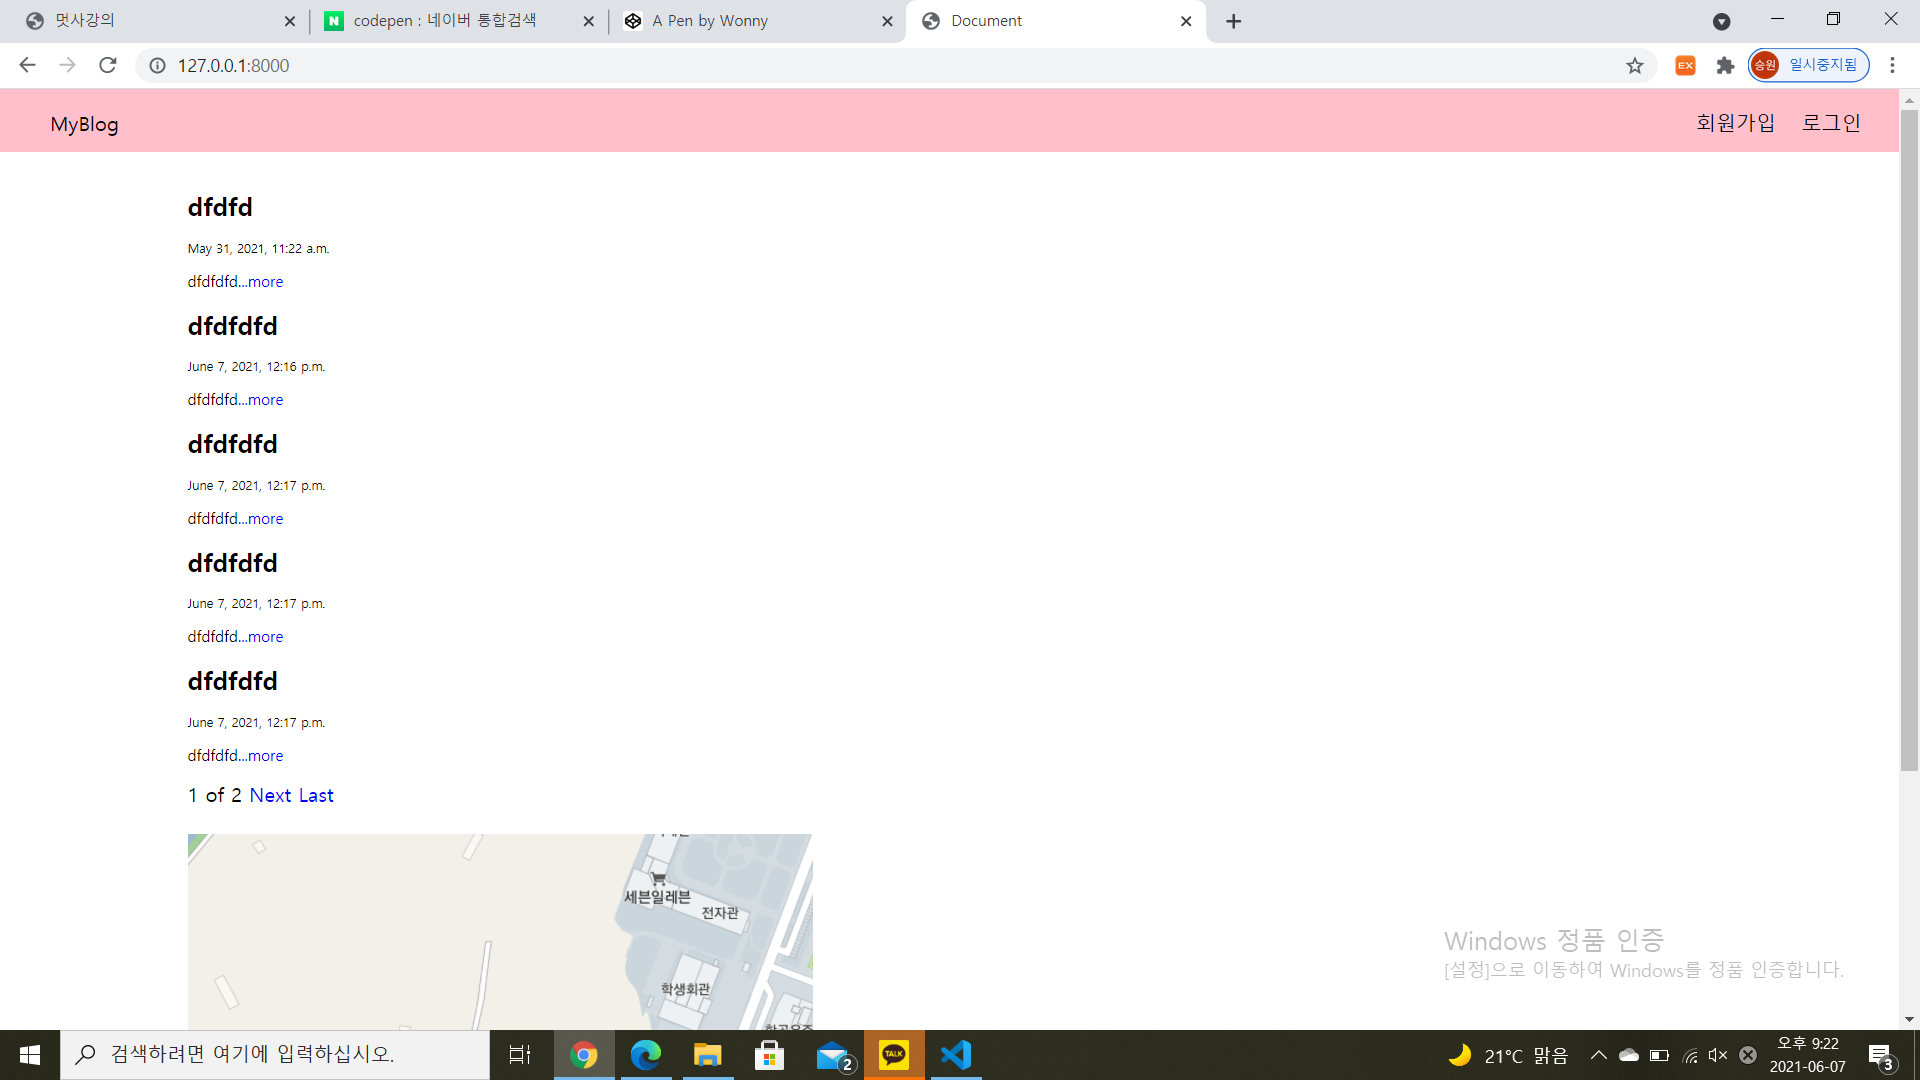 멋사강의
codepen : 네이버 통합검색
A Pen by Wonny
Document
127.0.0.1:8000
EX
승원 일시중지됨
MyBlog
회원가입 로그인
dfdfd
May 31, 2021, 11:22 a.m.
dfdfdfd...more
dfdfdfd
June 7, 2021, 12:16 p.m.
dfdfdfd...more
dfdfdfd
June 7, 2021, 12:17 p.m.
dfdfdfd...more
dfdfdfd
June 7, 2021, 12:17 p.m.
dfdfdfd...more
dfdfdfd
June 7, 2021, 12:17 p.m.
dfdfdfd...more
1 of 2 Next Last
세븐일레븐
전자관
학생회관
Windows 정품 인증
[설정]으로 이동하여 Windows를 정품 인증합니다.
검색하려면 여기에 입력하십시오.
2
TALK
21°C 맑음
오후 9:22
2021-06-07
3